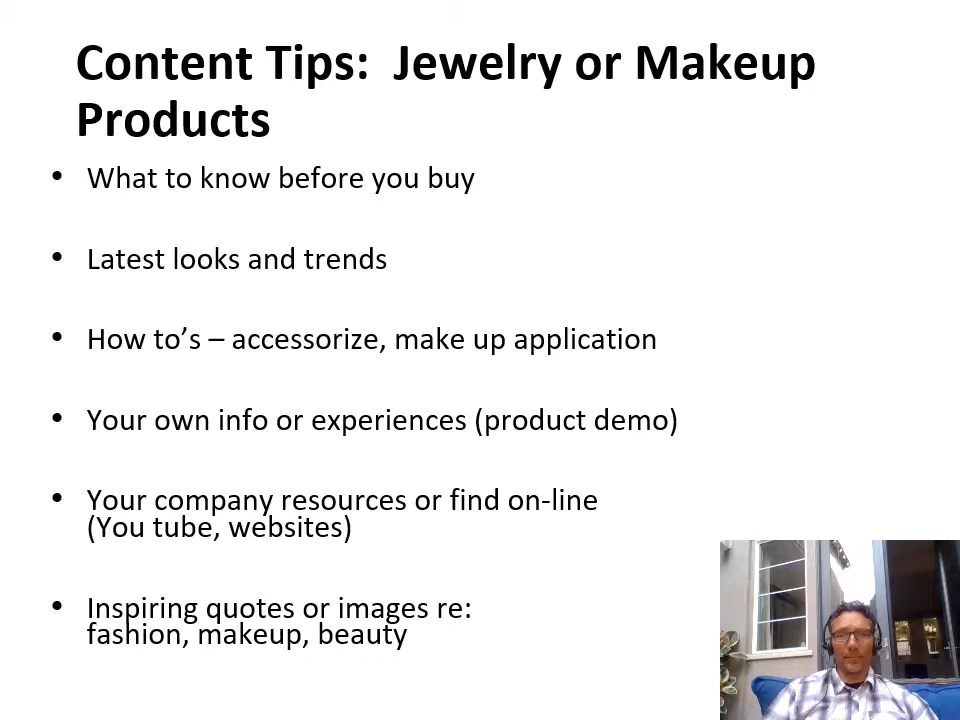 Content Tips:  Jewelry or Makeup
Products
• What to know before you buy
• Latest looks and trends
• How to’s – accessorize, make up application
• Your own info or experiences (product demo)
• Your company resources or find on-line
(You tube, websites)
• Inspiring quotes or images re:
fashion, makeup, beauty